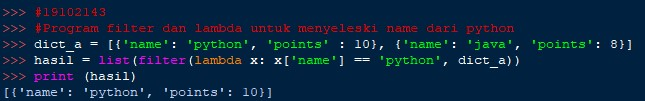 >>> #19102143
>>> #Program filter dan lambda untuk menyeleski name dari python
>>> dict_a = [{'name': 'python', 'points' : 10}, {'name': 'java', 'points': 8}]
>>> hasil = list(filter(lambda x: x['name'] == 'python', dict_a))
>>> print (hasil)
[{'name': 'python', 'points': 10}]